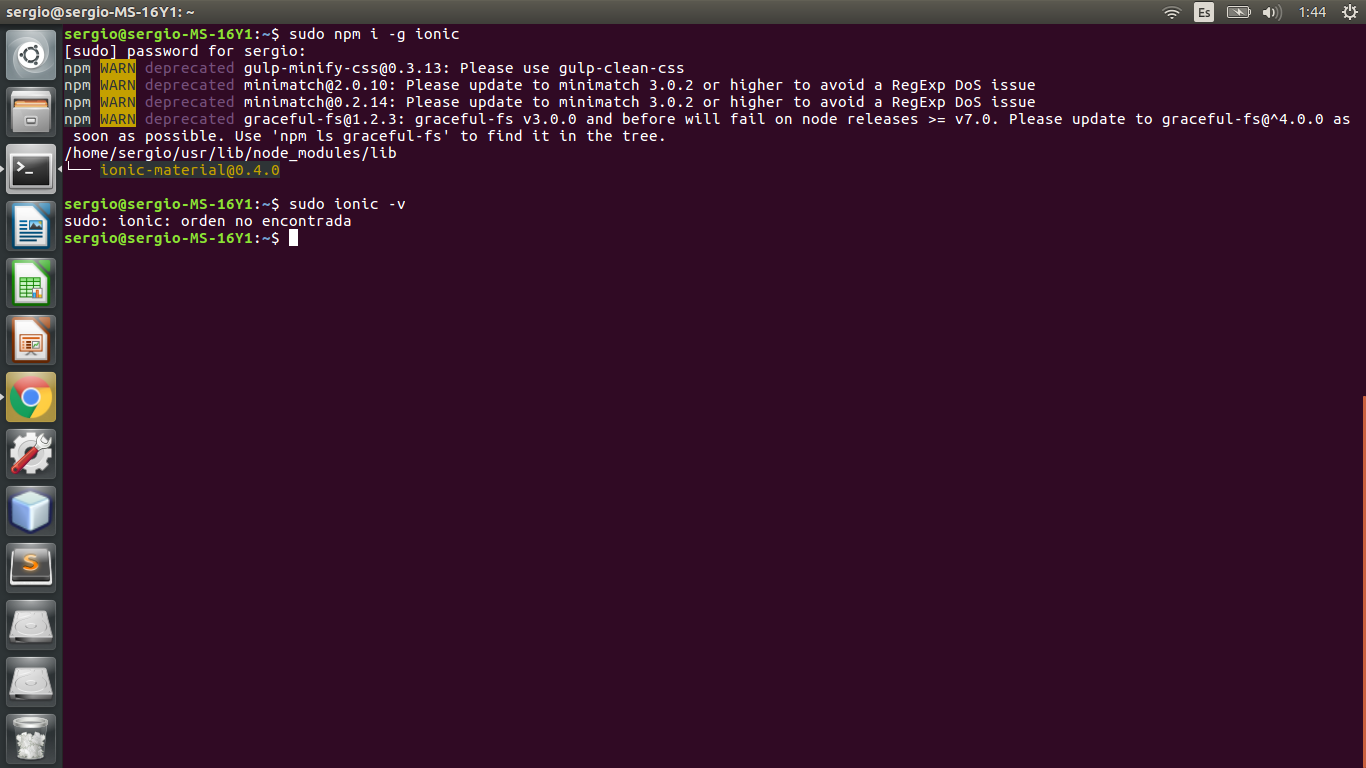 sergio@sergio-MS-16Y1: ~
Es
1:44
sergio@sergio-MS-16Y1:~$ sudo npm i -g ionic
[sudo] password for sergio:
npm WARN deprecated gulp-minify-css@0.3.13: Please use gulp-clean-css
npm WARN deprecated minimatch@2.0.10: Please update to minimatch 3.0.2 or higher to avoid a RegExp DoS issue
npm WARN deprecated minimatch@0.2.14: Please update to minimatch 3.0.2 or higher to avoid a RegExp DoS issue
npm WARN deprecated graceful-fs@1.2.3: graceful-fs v3.0.0 and before will fail on node releases >= v7.0. Please update to graceful-fs@^4.0.0 as
 soon as possible. Use 'npm ls graceful-fs' to find it in the tree.
/home/sergio/usr/lib/node_modules/lib
└── ionic-material@0.4.0
sergio@sergio-MS-16Y1:~$ sudo ionic -v
sudo: ionic: orden no encontrada
sergio@sergio-MS-16Y1:~$